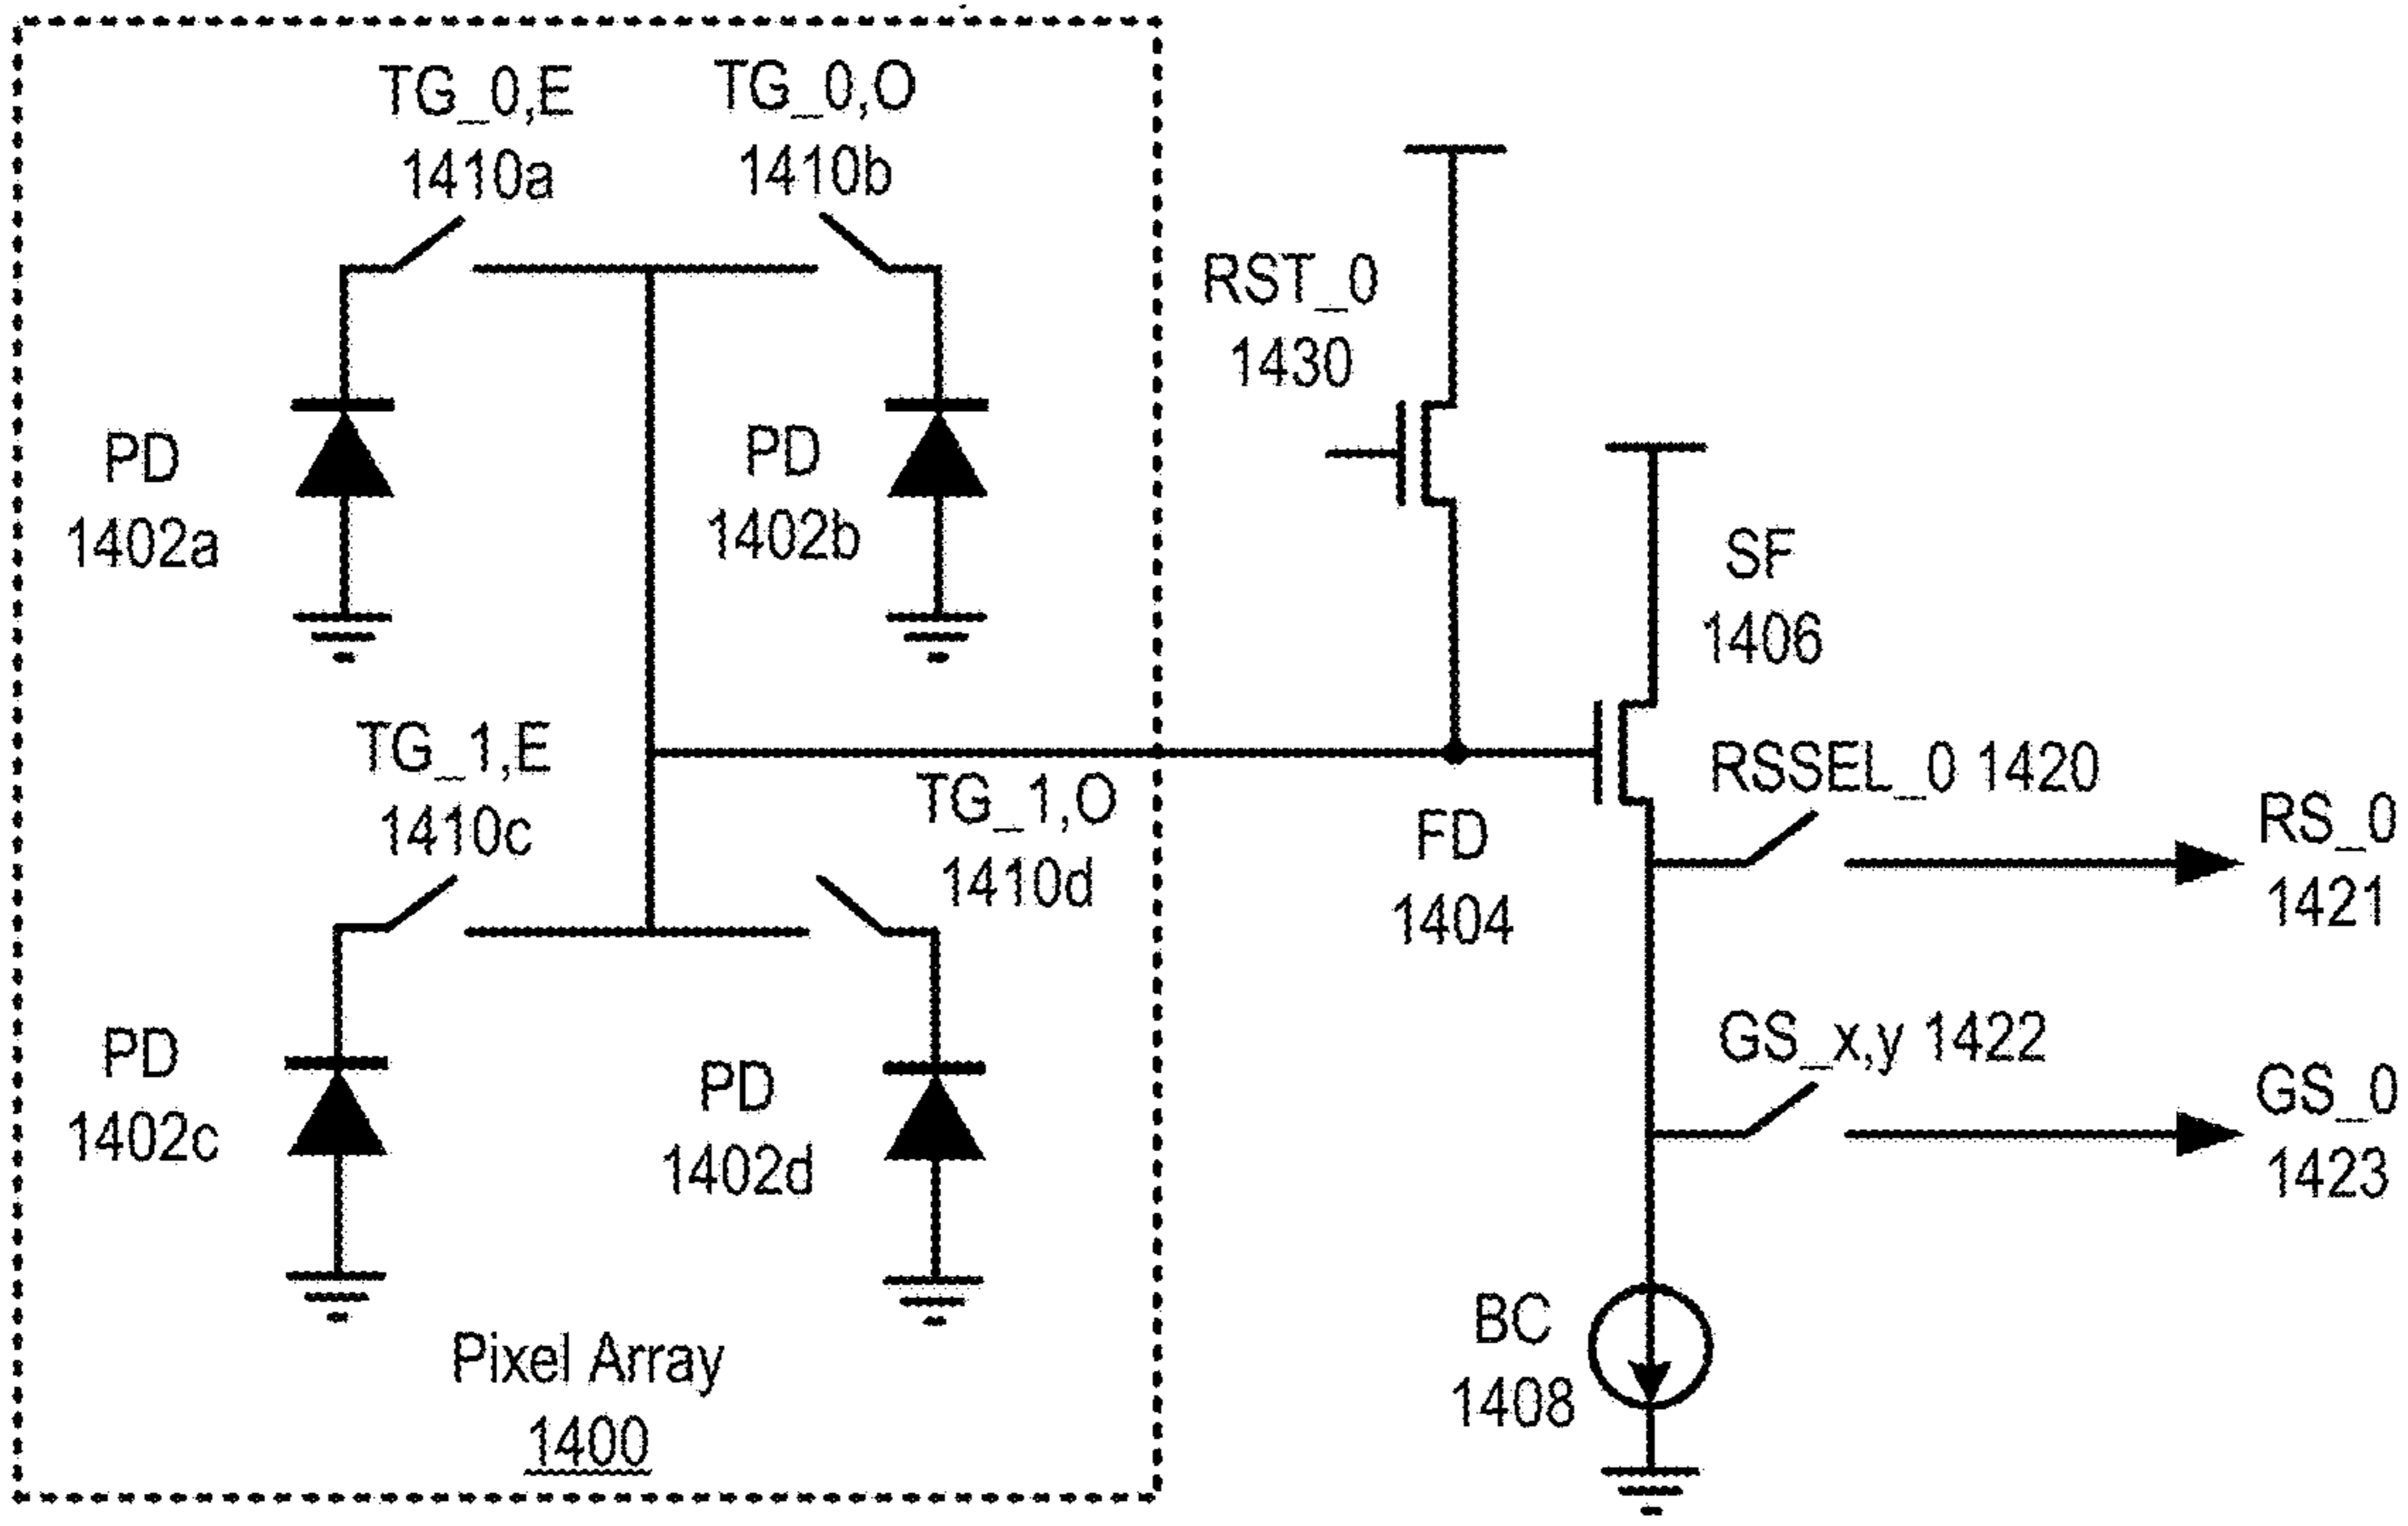 TG_0,E
1410a
TG_0,O
1410b
RST_0
1430
PD
1402a
PD
1402b
SF
1406
TG_1,E
1410c
TG_1,O
1410d
FD
1404
RSSEL_0 1420
RS_0
1421
PD
1402c
PD
1402d
GS_x,y 1422
GS_0
1423
BC
1408
Pixel Array
1400